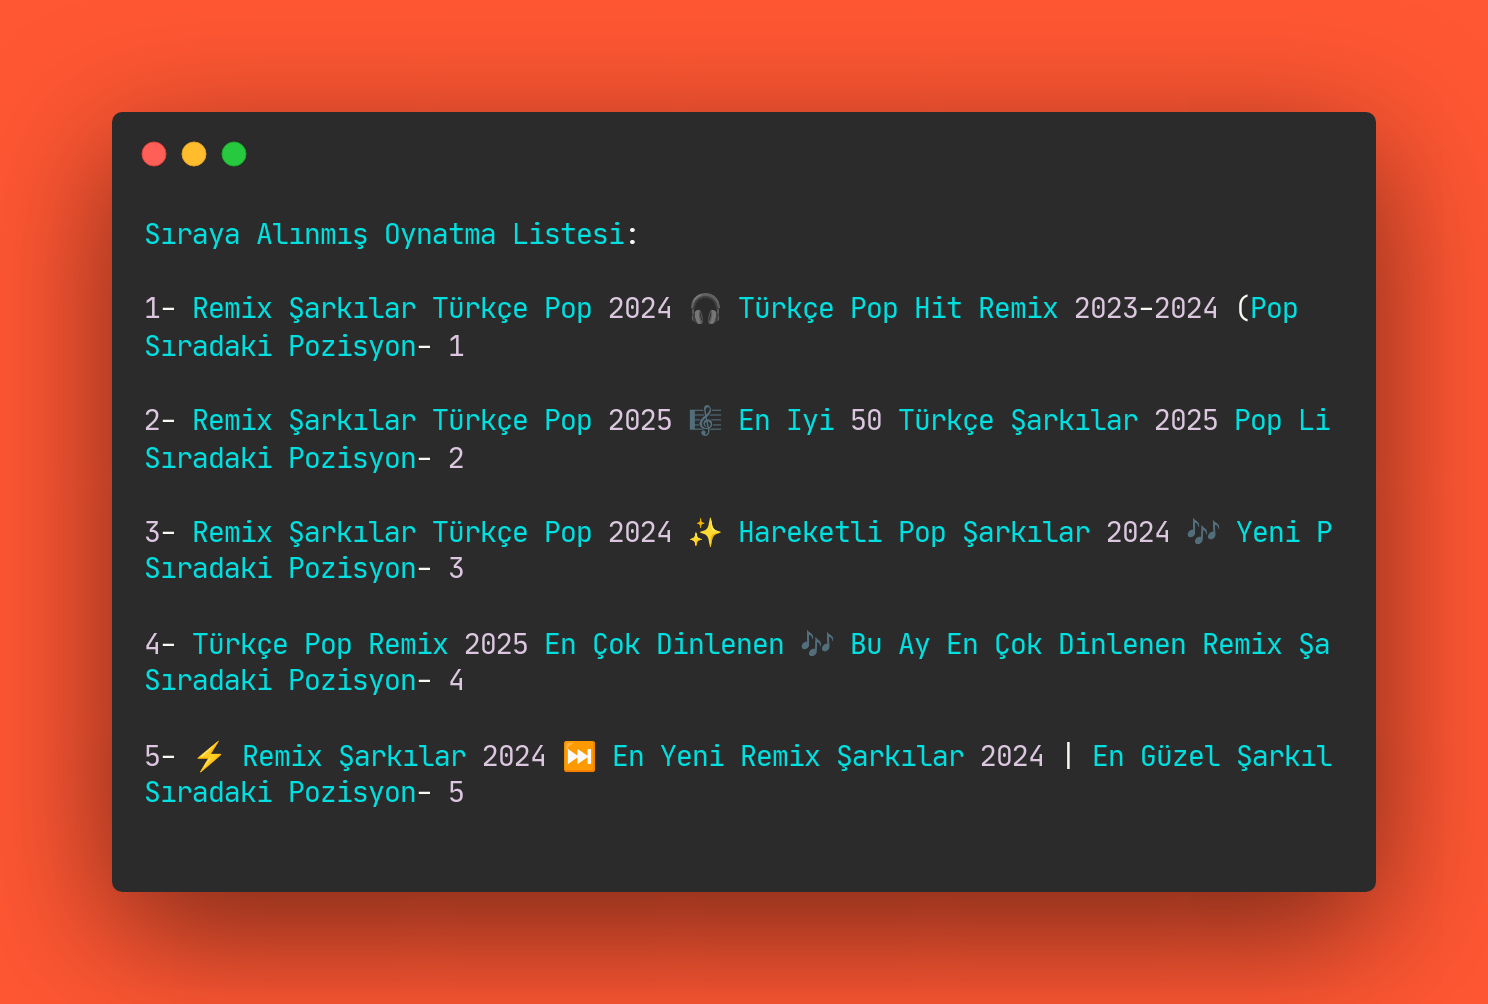 Sıraya Alınmış Oynatma Listesi:
1- Remix Şarkılar Türkçe Pop 2024 🎧 Türkçe Pop Hit Remix 2023-2024 (Pop
Sıradaki Pozisyon- 1
2- Remix Şarkılar Türkçe Pop 2025 🎼 En Iyi 50 Türkçe Şarkılar 2025 Pop Li
Sıradaki Pozisyon- 2
3- Remix Şarkılar Türkçe Pop 2024 ✨ Hareketli Pop Şarkılar 2024 🎶 Yeni P
Sıradaki Pozisyon- 3
4- Türkçe Pop Remix 2025 En Çok Dinlenen 🎶 Bu Ay En Çok Dinlenen Remix Şa
Sıradaki Pozisyon- 4
5- ⚡ Remix Şarkılar 2024 ⏭️ En Yeni Remix Şarkılar 2024 | En Güzel Şarkıl
Sıradaki Pozisyon- 5